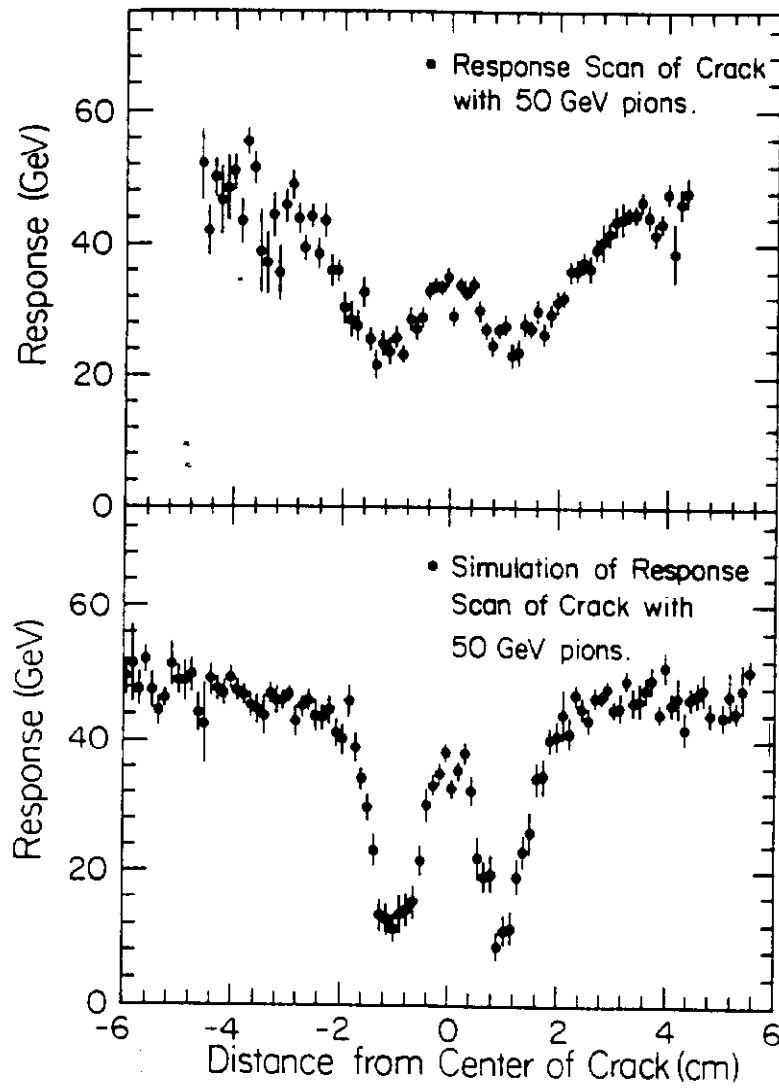 • Response Scan of Crack
with 50 GeV pions.
60
40
20
0
Response (GeV)
• Simulation of Response
Scan of Crack with
50 GeV pions.
60
40
20
0
Response (GeV)
-6 -4 -2 0 2 4 6
Distance from Center of Crack (cm)